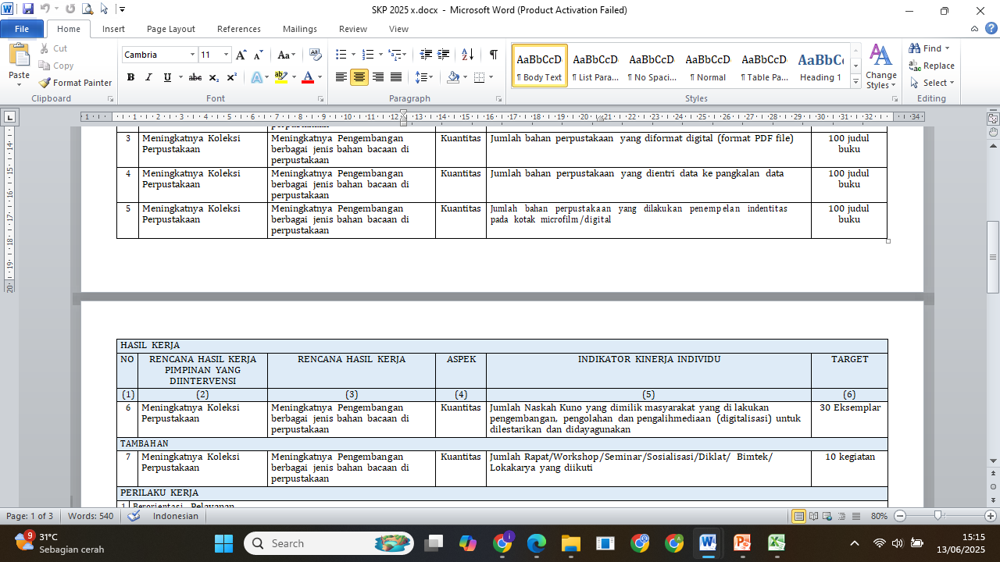 SKP 2025 x.docx - Microsoft Word (Product Activation Failed)
File Home Insert Page Layout References Mailings Review View
Paste
Cut
Copy
Format Painter
Clipboard
Cambria 11
Font
Paragraph
AaBbCcD AaBbCcD AaBbCcD AaBbCcD AaBbCcD AaBbCc
¶ Body Text ¶ List Para... ¶ No Spaci... ¶ Normal ¶ Table Pa... Heading 1
Change Styles
Styles
Find
Replace
Select
Editing
3 Meningkatnya Koleksi Meningkatnya Pengembangan Kuantitas Jumlah bahan perpustakaan yang diformat digital (format PDF file) 100 judul
Perpustakaan berbagai jenis bahan bacaan di buku
perpustakaan
4 Meningkatnya Koleksi Meningkatnya Pengembangan Kuantitas Jumlah bahan perpustakaan yang dientri data ke pangkalan data 100 judul
Perpustakaan berbagai jenis bahan bacaan di buku
perpustakaan
5 Meningkatnya Koleksi Meningkatnya Pengembangan Kuantitas Jumlah bahan perpustakaan yang dilakukan penempelan indentitas 100 judul
Perpustakaan berbagai jenis bahan bacaan di pada kotak microfilm/digital buku
perpustakaan
HASIL KERJA
NO RENCANA HASIL KERJA RENCANA HASIL KERJA ASPEK INDIKATOR KINERJA INDIVIDU TARGET
PIMPINAN YANG
DIINTERVENSI
(1) (2) (3) (4) (5) (6)
6 Meningkatnya Koleksi Meningkatnya Pengembangan Kuantitas Jumlah Naskah Kuno yang dimilik masyarakat yang di lakukan 30 Eksemplar
Perpustakaan berbagai jenis bahan bacaan di pengembangan, pengolahan dan pengalihmediaan (digitalisasi) untuk
perpustakaan dilestarikan dan didayagunakan
TAMBAHAN
7 Meningkatnya Koleksi Meningkatnya Pengembangan Kuantitas Jumlah Rapat/Workshop/Seminar/Sosialisasi/Diklat/ Bimtek/ 10 kegiatan
Perpustakaan berbagai jenis bahan bacaan di Lokakarya yang diikuti
perpustakaan
PERILAKU KERJA
1 Berorientasi Pelayanan
Page: 1 of 3 Words: 540 Indonesian 80%
9 31°C
Sebagian cerah
Search
15:15
13/06/2025